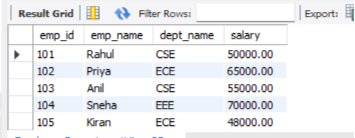 Result Grid Filter Rows: Export:
emp_id emp_name dept_name salary
101 Rahul CSE 50000.00
102 Priya ECE 65000.00
103 Anil CSE 55000.00
104 Sneha EEE 70000.00
105 Kiran ECE 48000.00